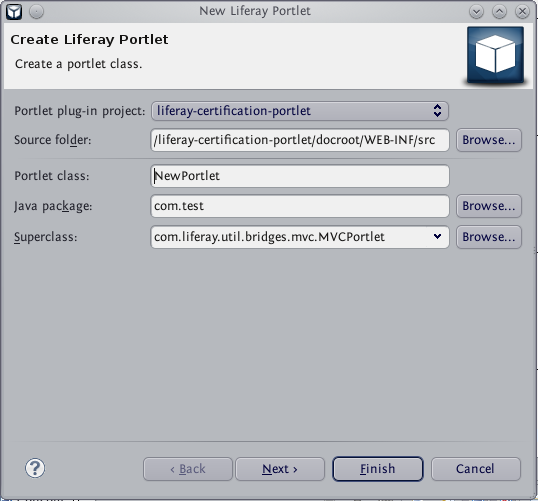 New Liferay Portlet
Create Liferay Portlet
Create a portlet class.
Portlet plug-in project: liferay-certification-portlet
Source folder: /liferay-certification-portlet/docroot/WEB-INF/src Browse...
Portlet class: NewPortlet
Java package: com.test Browse...
Superclass: com.liferay.util.bridges.mvc.MVCPortlet Browse...
? < Back Next > Finish Cancel